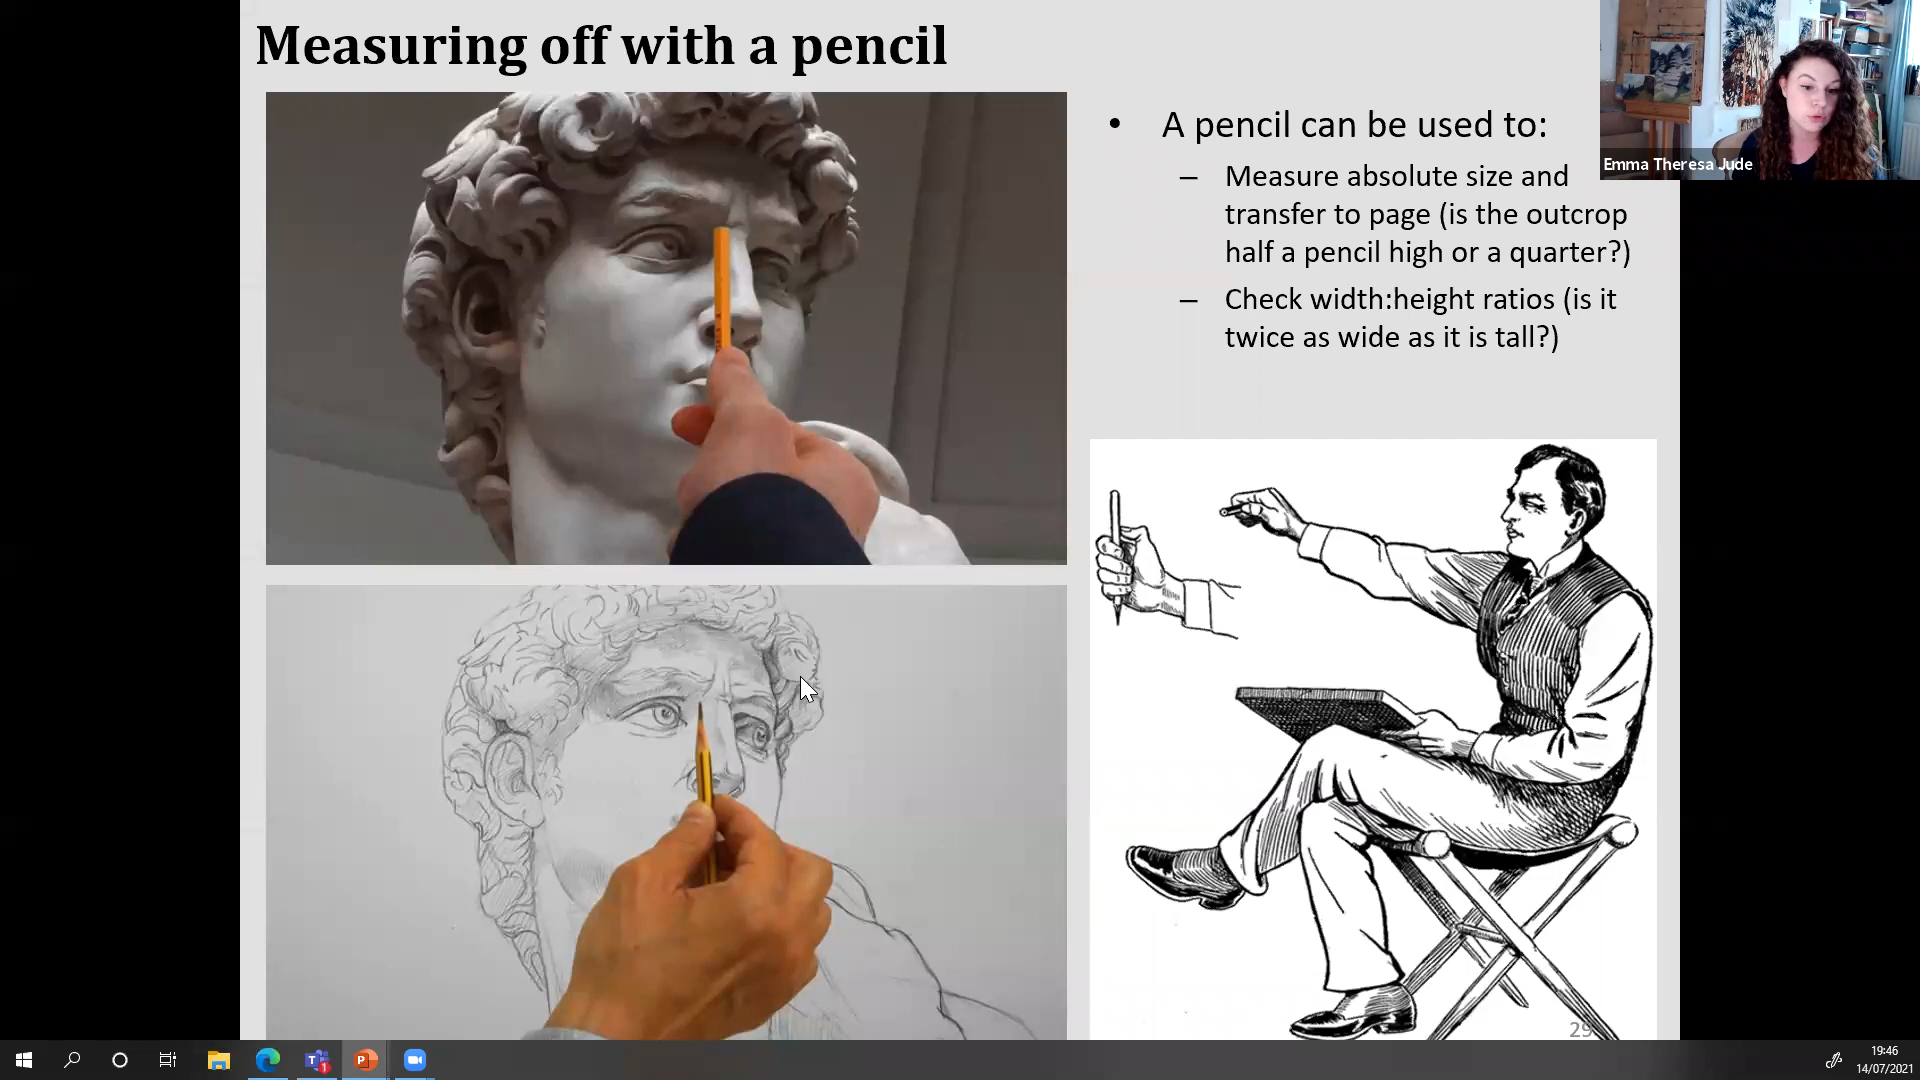 Measuring off with a pencil
• A pencil can be used to:
– Measure absolute size and
transfer to page (is the outcrop
half a pencil high or a quarter?)
– Check width:height ratios (is it
twice as wide as it is tall?)
Emma Theresa Jude
29
T
1
P
19:46
14/07/2021